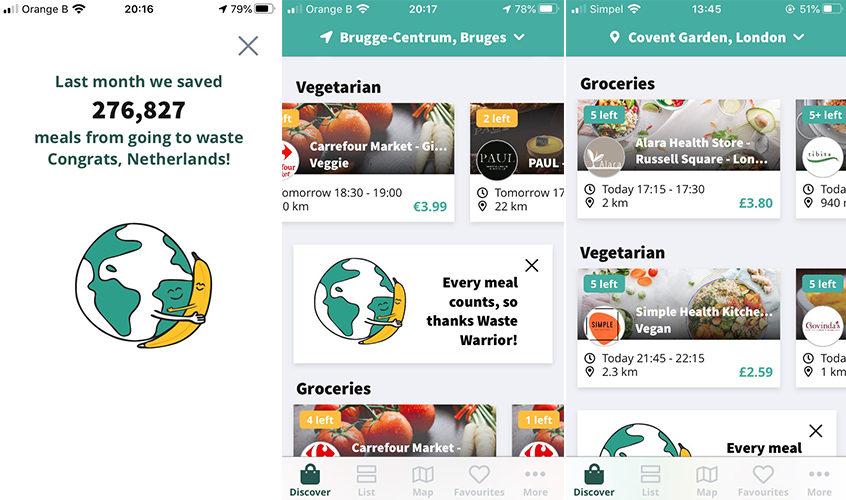 Orange B 20:16 79%
Last month we saved
276,827
meals from going to waste
Congrats, Netherlands!
Orange B 20:17 78%
Brugge-Centrum, Bruges
Vegetarian
left
Carrefour Market - Gi...
Veggie
omorrow 18:30 - 19:00
0 km
€3.99
2 left
PAUL
PAUL -
Tomorrow 17
22 km
Every meal
counts, so
thanks Waste
Warrior!
Groceries
4 left
Carrefour Market -
1 left
Discover List Map Favourites More
Simpel 13:45 51%
Covent Garden, London
Groceries
5 left
Alara
Alara Health Store -
Russell Square - Lon...
Today 17:15 - 17:30
2 km
£3.80
5+ left
tibits
Toda
940 m
Vegetarian
5 left
SIMPLE
Simple Health Kitche...
Vegan
Today 21:45 - 22:15
2.3 km
£2.59
5 left
Govinda's
Toda
1 km
Every meal
Discover List Map Favourites More